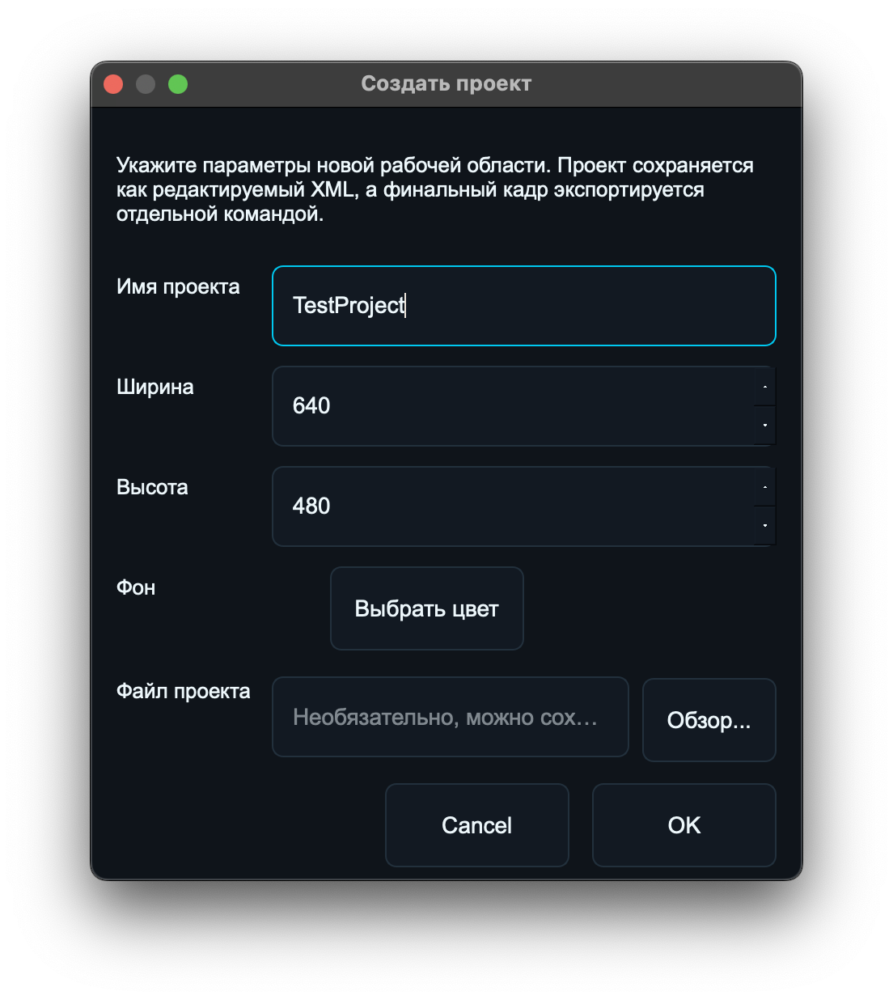 Создать проект
Укажите параметры новой рабочей области. Проект сохраняется
как редактируемый XML, а финальный кадр экспортируется
отдельной командой.
Имя проекта
TestProject
Ширина
640
Высота
480
Фон
Выбрать цвет
Файл проекта
Необязательно, можно сох...
Обзор...
Cancel
OK